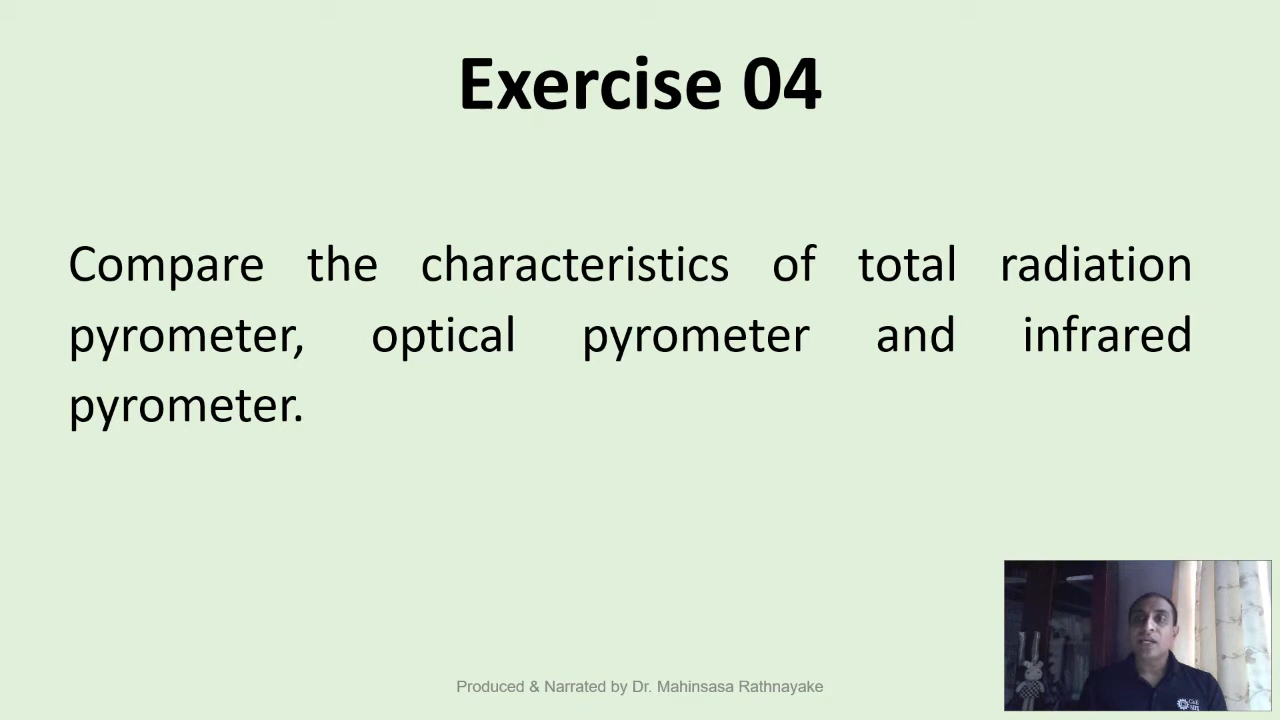 Exercise 04
Compare the characteristics of total radiation
pyrometer, optical pyrometer and infrared
pyrometer.
Produced & Narrated by Dr. Mahinsasa Rathnayake